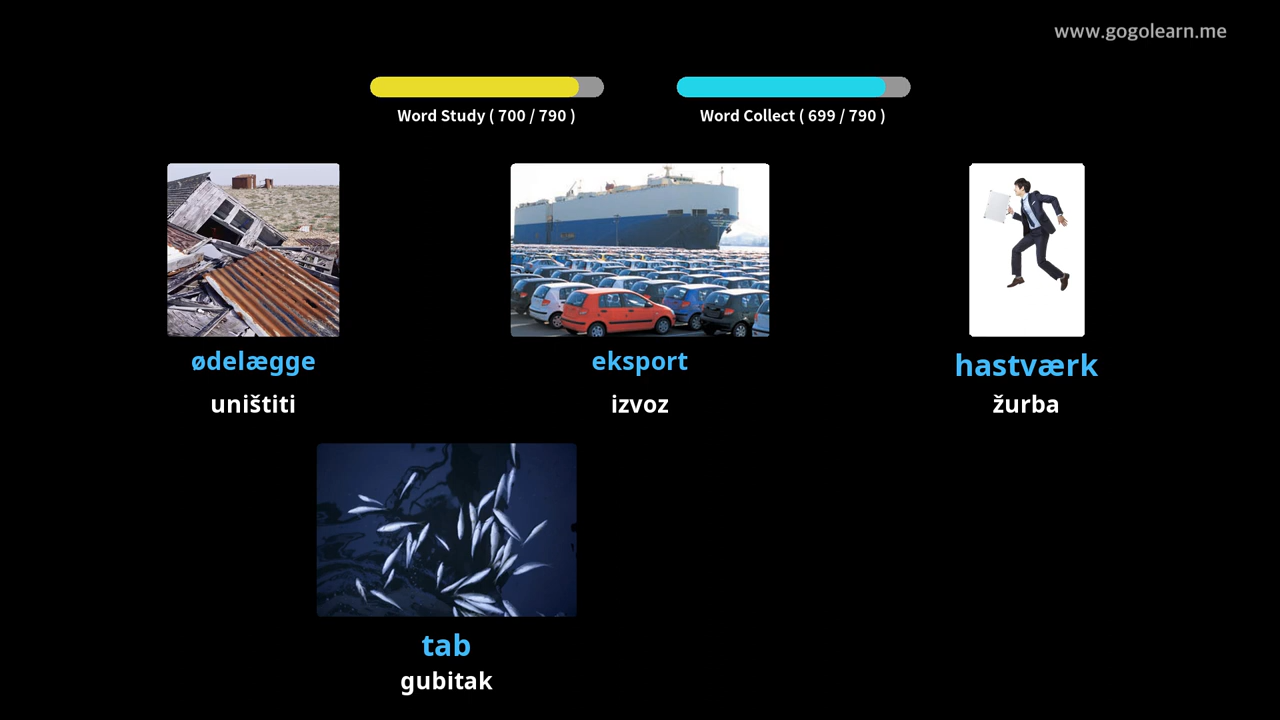 www.gogolearn.me
Word Study ( 700 / 790 )
Word Collect ( 699 / 790 )
ødelægge
uništiti
eksport
izvoz
hastværk
žurba
tab
gubitak